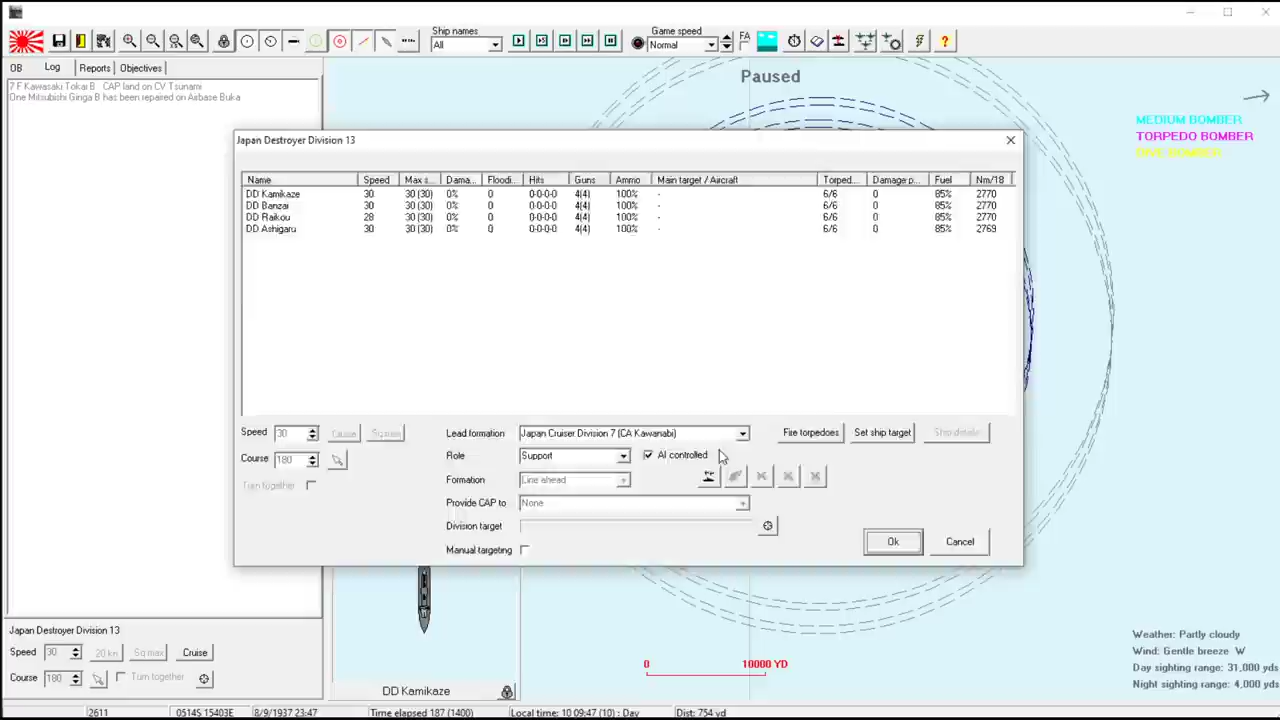 Ship names
All
Game speed
Normal
FA
OB Log Reports Objectives
7 F Kawasaki Tokai B CAP land on CV Tsunami
One Mitsubishi Ginga B has been repaired on Airbase Buka
Paused
MEDIUM BOMBER
TORPEDO BOMBER
DIVE BOMBER
Japan Destroyer Division 13
Name Speed Max s... Dama... Floodi... Hits Guns Ammo Main target / Aircraft Torped... Damage p... Fuel Nm/18
DD Kamikaze 30 30 (30) 0% 0 0-0-0-0 4(4) 100% - 6/6 0 85% 2770
DD Banzai 30 30 (30) 0% 0 0-0-0-0 4(4) 100% - 6/6 0 85% 2770
DD Raikou 28 30 (30) 0% 0 0-0-0-0 4(4) 100% - 6/6 0 85% 2770
DD Ashigaru 30 30 (30) 0% 0 0-0-0-0 4(4) 100% - 6/6 0 85% 2769
Speed 30 Cruise Sq max
Course 180
Turn together
Lead formation Japan Cruiser Division 7 (CA Kawanabi)
Role Support AI controlled
Formation Line ahead
Provide CAP to None
Division target
Manual targeting
Fire torpedoes Set ship target Ship details
Ok Cancel
Japan Destroyer Division 13
Speed 30 20 kn Sq max Cruise
Course 180 Turn together
DD Kamikaze
0 10000 YD
Weather: Partly cloudy
Wind: Gentle breeze W
Day sighting range: 31,000 yds
Night sighting range: 4,000 yds
2611 0514S 15403E 8/9/1937 23:47 Time elapsed 187 (1400) Local time: 10 09:47 (10) : Day Dist: 754 yd